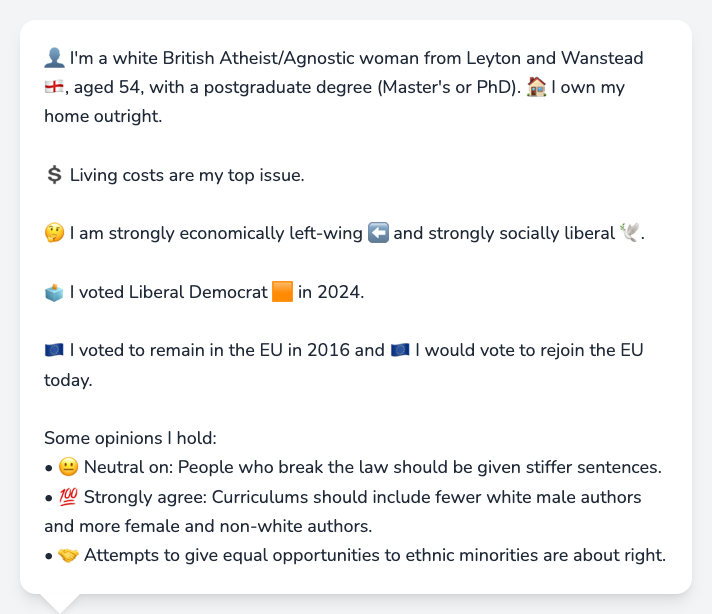 👤 I'm a white British Atheist/Agnostic woman from Leyton and Wanstead
🏴󠁧󠁢󠁥󠁮󠁧󠁿, aged 54, with a postgraduate degree (Master's or PhD). 🏠 I own my
home outright.
💲 Living costs are my top issue.
🤔 I am strongly economically left-wing ⬅️ and strongly socially liberal 🕊️.
🗳️ I voted Liberal Democrat 🟧 in 2024.
🇪🇺 I voted to remain in the EU in 2016 and 🇪🇺 I would vote to rejoin the EU
today.
Some opinions I hold:
• 😐 Neutral on: People who break the law should be given stiffer sentences.
• 💯 Strongly agree: Curriculums should include fewer white male authors
and more female and non-white authors.
• 🤝 Attempts to give equal opportunities to ethnic minorities are about right.